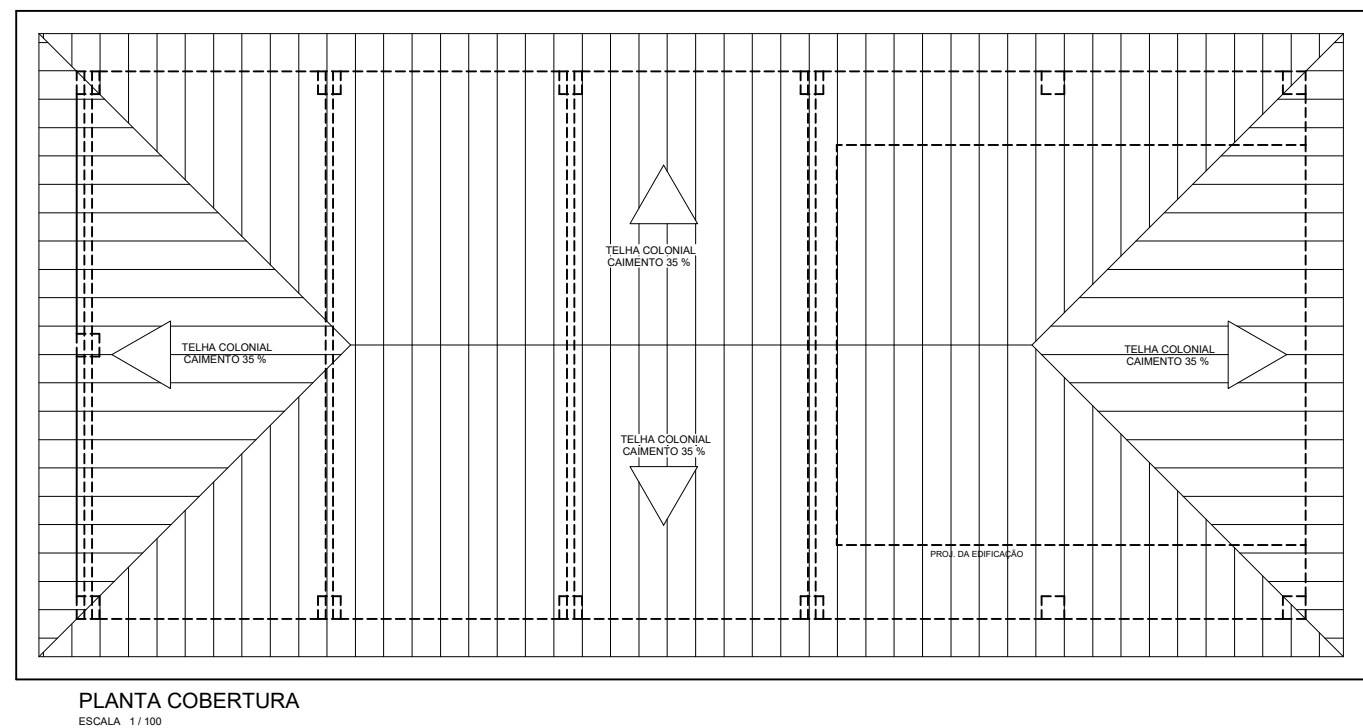 TELHA COLONIAL
CAIMENTO 35 %
TELHA COLONIAL
CAIMENTO 35 %
TELHA COLONIAL
CAIMENTO 35 %
TELHA COLONIAL
CAIMENTO 35 %
PROJ. DA EDIFICAÇÃO
PLANTA COBERTURA
ESCALA 1 / 100